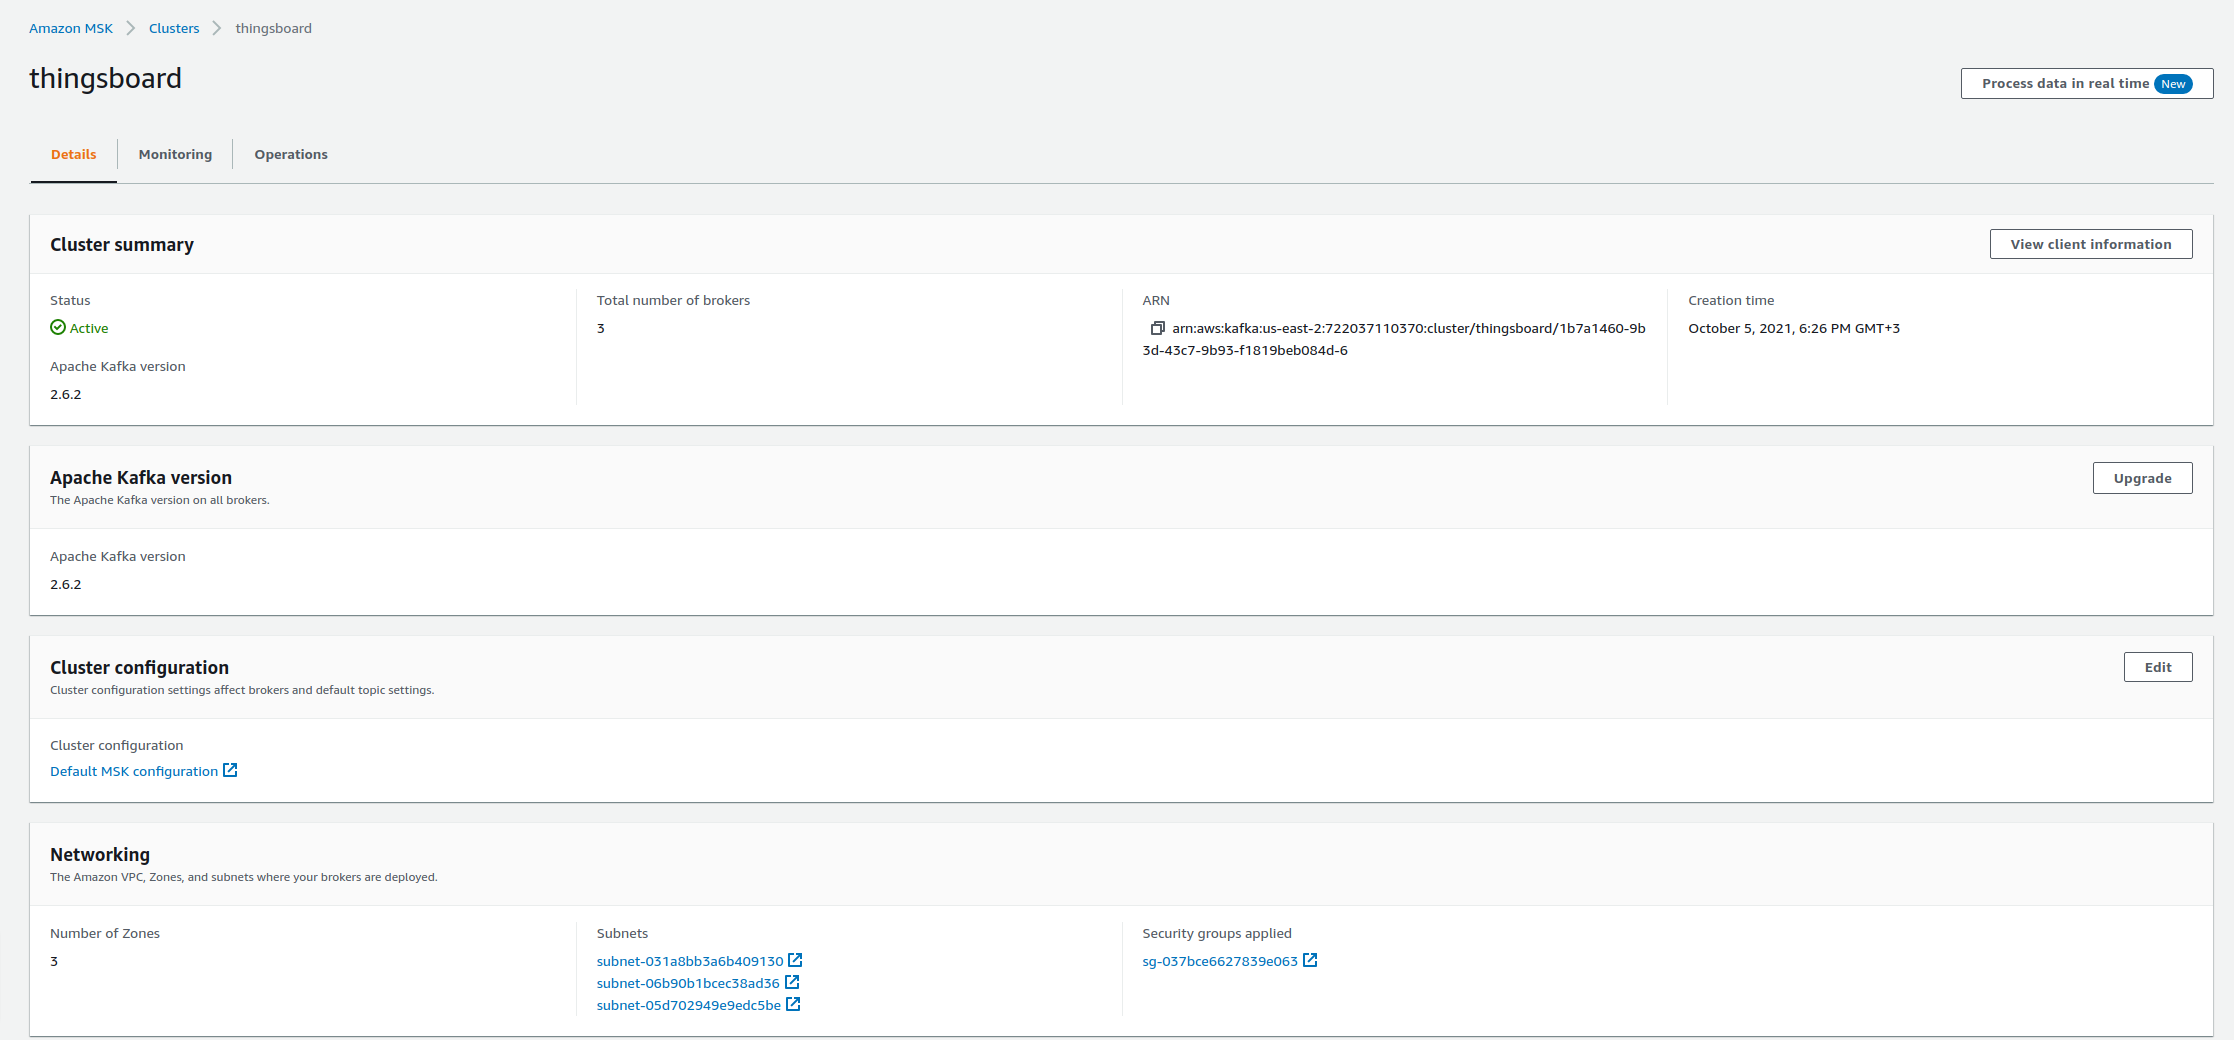 Amazon MSK > Clusters > thingsboard
thingsboard
Process data in real time New
Details Monitoring Operations
Cluster summary
View client information
Status
Active
Apache Kafka version
2.6.2
Total number of brokers
3
ARN
arn:aws:kafka:us-east-2:722037110370:cluster/thingsboard/1b7a1460-9b
3d-43c7-9b93-f1819beb084d-6
Creation time
October 5, 2021, 6:26 PM GMT+3
Apache Kafka version
The Apache Kafka version on all brokers.
Upgrade
Apache Kafka version
2.6.2
Cluster configuration
Cluster configuration settings affect brokers and default topic settings.
Edit
Cluster configuration
Default MSK configuration
Networking
The Amazon VPC, Zones, and subnets where your brokers are deployed.
Number of Zones
3
Subnets
subnet-031a8bb3a6b409130
subnet-06b90b1bcec38ad36
subnet-05d702949e9edc5be
Security groups applied
sg-037bce6627839e063